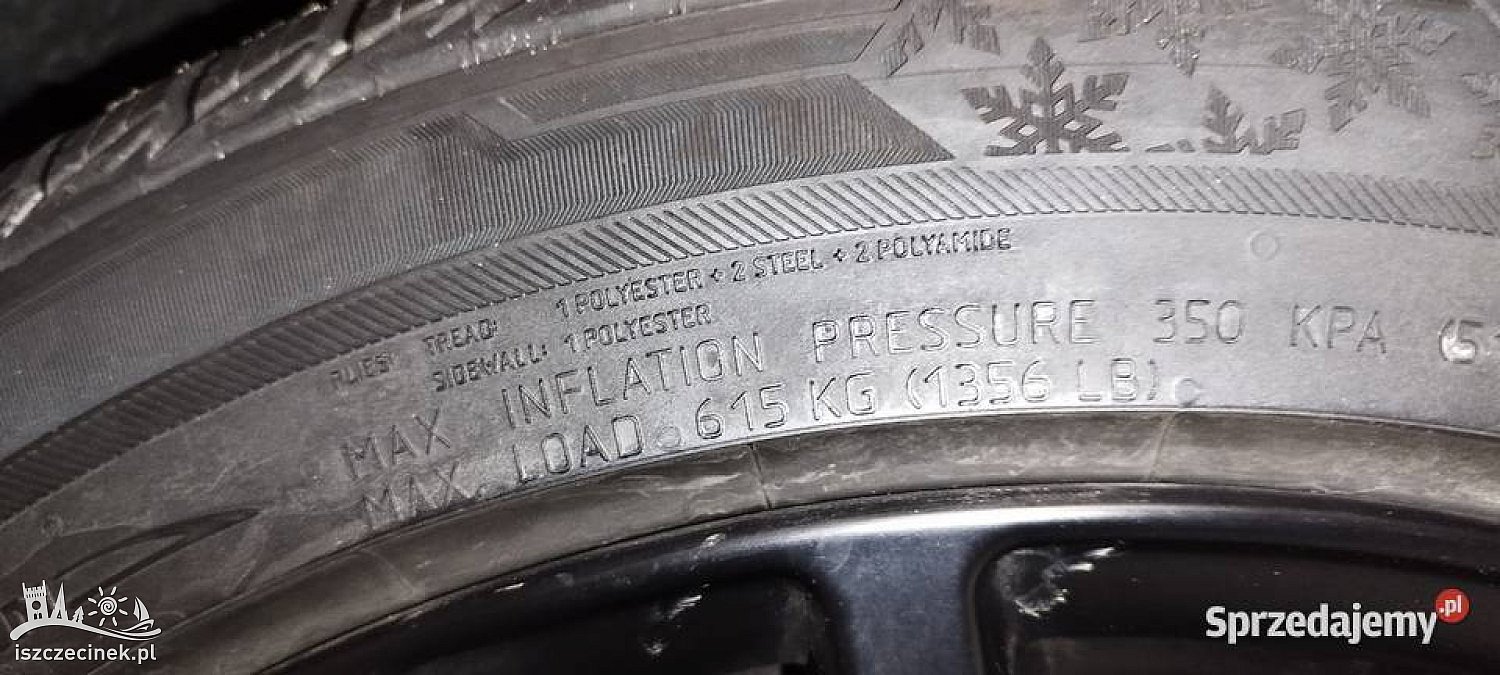 PLIES: TREAD: 1 POLYESTER + 2 STEEL + 2 POLYAMIDE
SIDEWALL: 1 POLYESTER
MAX INFLATION PRESSURE 350 KPA (51
MAX LOAD 615 KG (1356 LB)
iszczecinek.pl
Sprzedajemy.pl